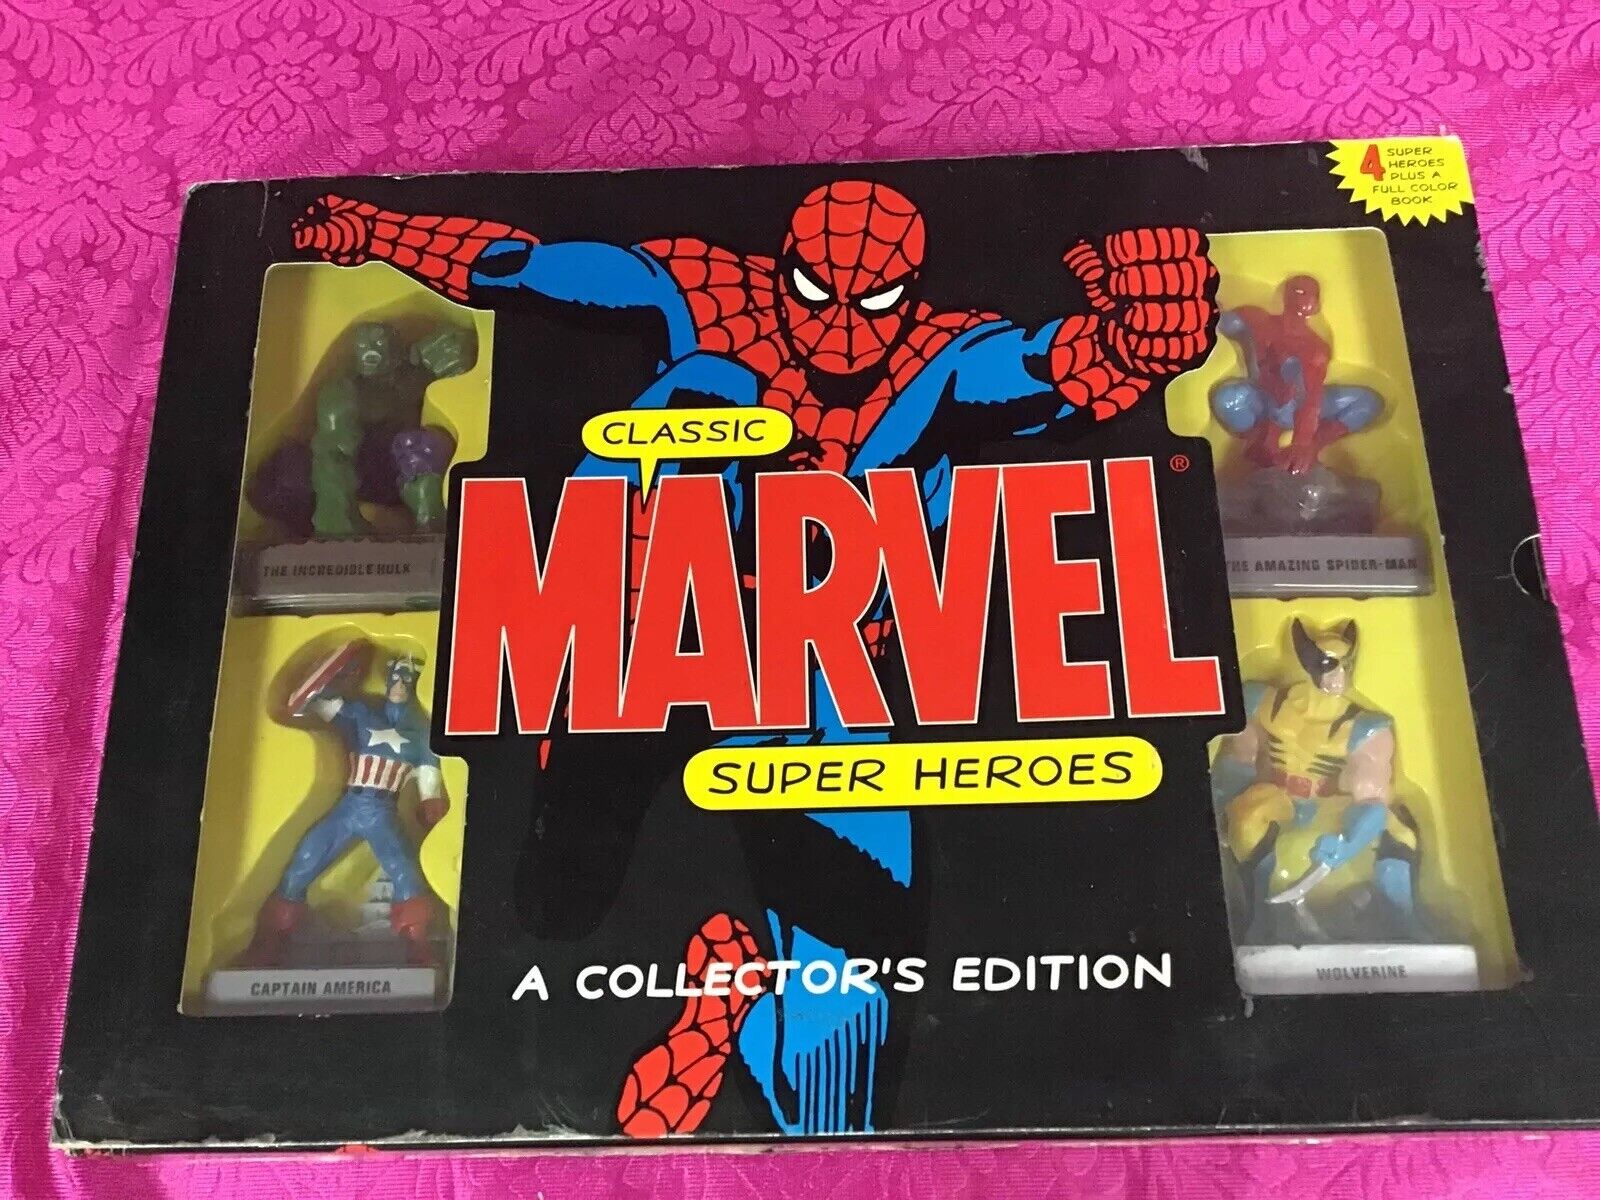 4 SUPER
HEROES
PLUS A
FULL COLOR
BOOK
CLASSIC
MARVEL®
SUPER HEROES
A COLLECTOR'S EDITION
THE INCREDIBLE HULK
THE AMAZING SPIDER-MAN
CAPTAIN AMERICA
WOLVERINE